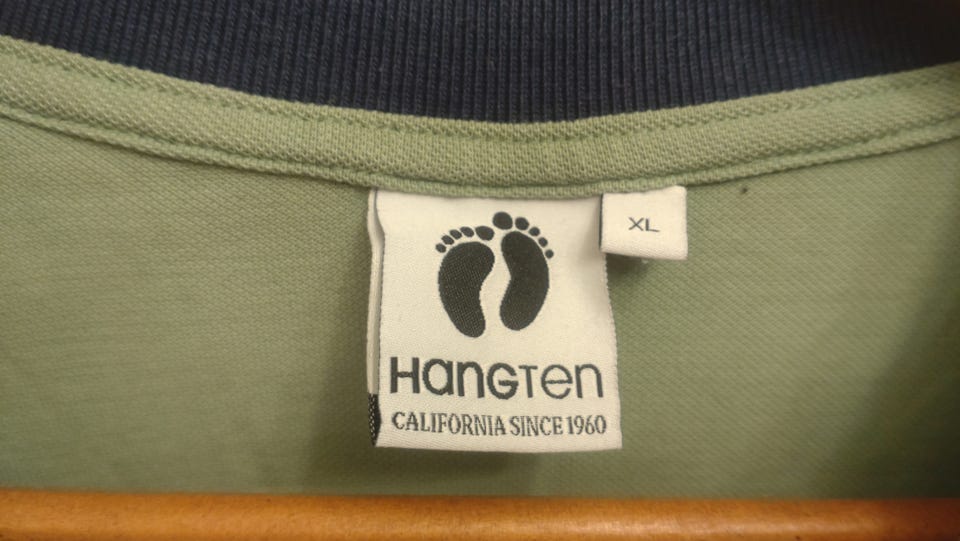 XL
HangTen
CALIFORNIA SINCE 1960